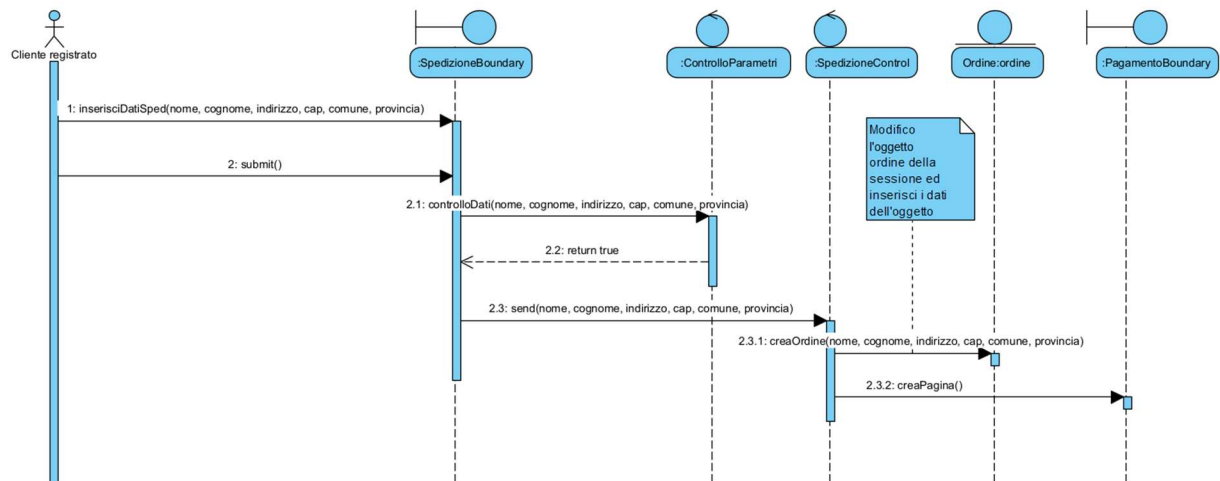 Cliente registrato
:SpedizioneBoundary
:ControlloParametri
:SpedizioneControl
Ordine:ordine
:PagamentoBoundary
1: inserisciDatiSped(nome, cognome, indirizzo, cap, comune, provincia)
Modifico
l'oggetto
ordine della
sessione ed
inserisci i dati
dell'oggetto
2: submit()
2.1: controlloDati(nome, cognome, indirizzo, cap, comune, provincia)
2.2: return true
2.3: send(nome, cognome, indirizzo, cap, comune, provincia)
2.3.1: creaOrdine(nome, cognome, indirizzo, cap, comune, provincia)
2.3.2: creaPagina()